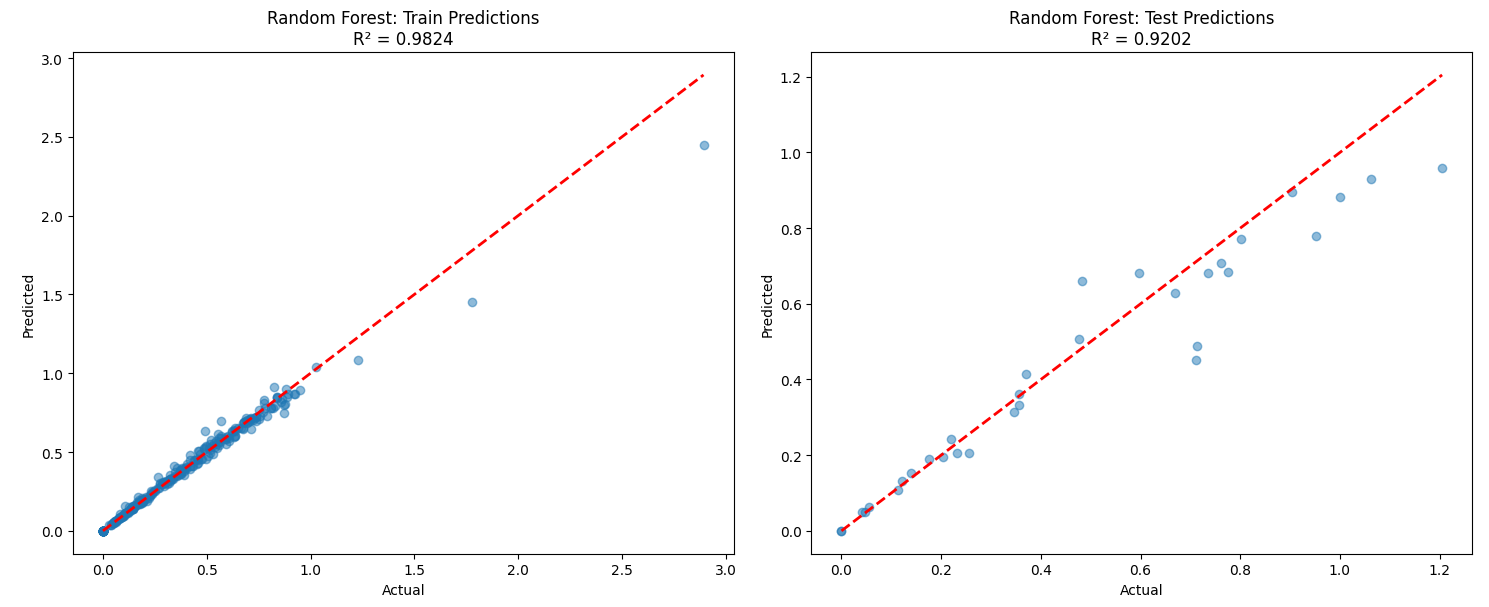 Random Forest: Train Predictions
R² = 0.9824
3.0
2.5
2.0
1.5
1.0
0.5
0.0
Predicted
0.0 0.5 1.0 1.5 2.0 2.5 3.0
Actual
Random Forest: Test Predictions
R² = 0.9202
1.2
1.0
0.8
0.6
0.4
0.2
0.0
Predicted
0.0 0.2 0.4 0.6 0.8 1.0 1.2
Actual